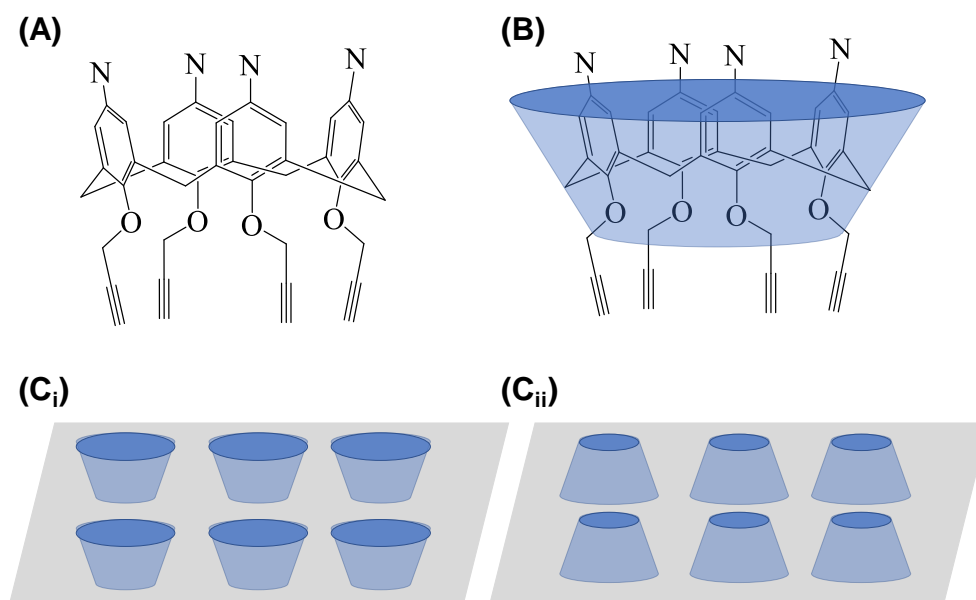 (A)
(B)
N N N N
O O O O
N N N N
O O O O
(Ci)
(Cii)